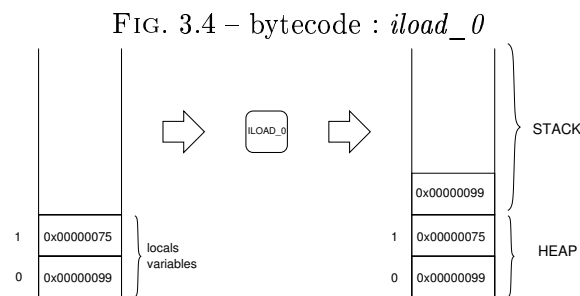 FIG. 3.4 – bytecode : iload_0
ILOAD_0
STACK
0x00000099
1
0x00000075
locals
variables
0
0x00000099
1
0x00000075
HEAP
0
0x00000099